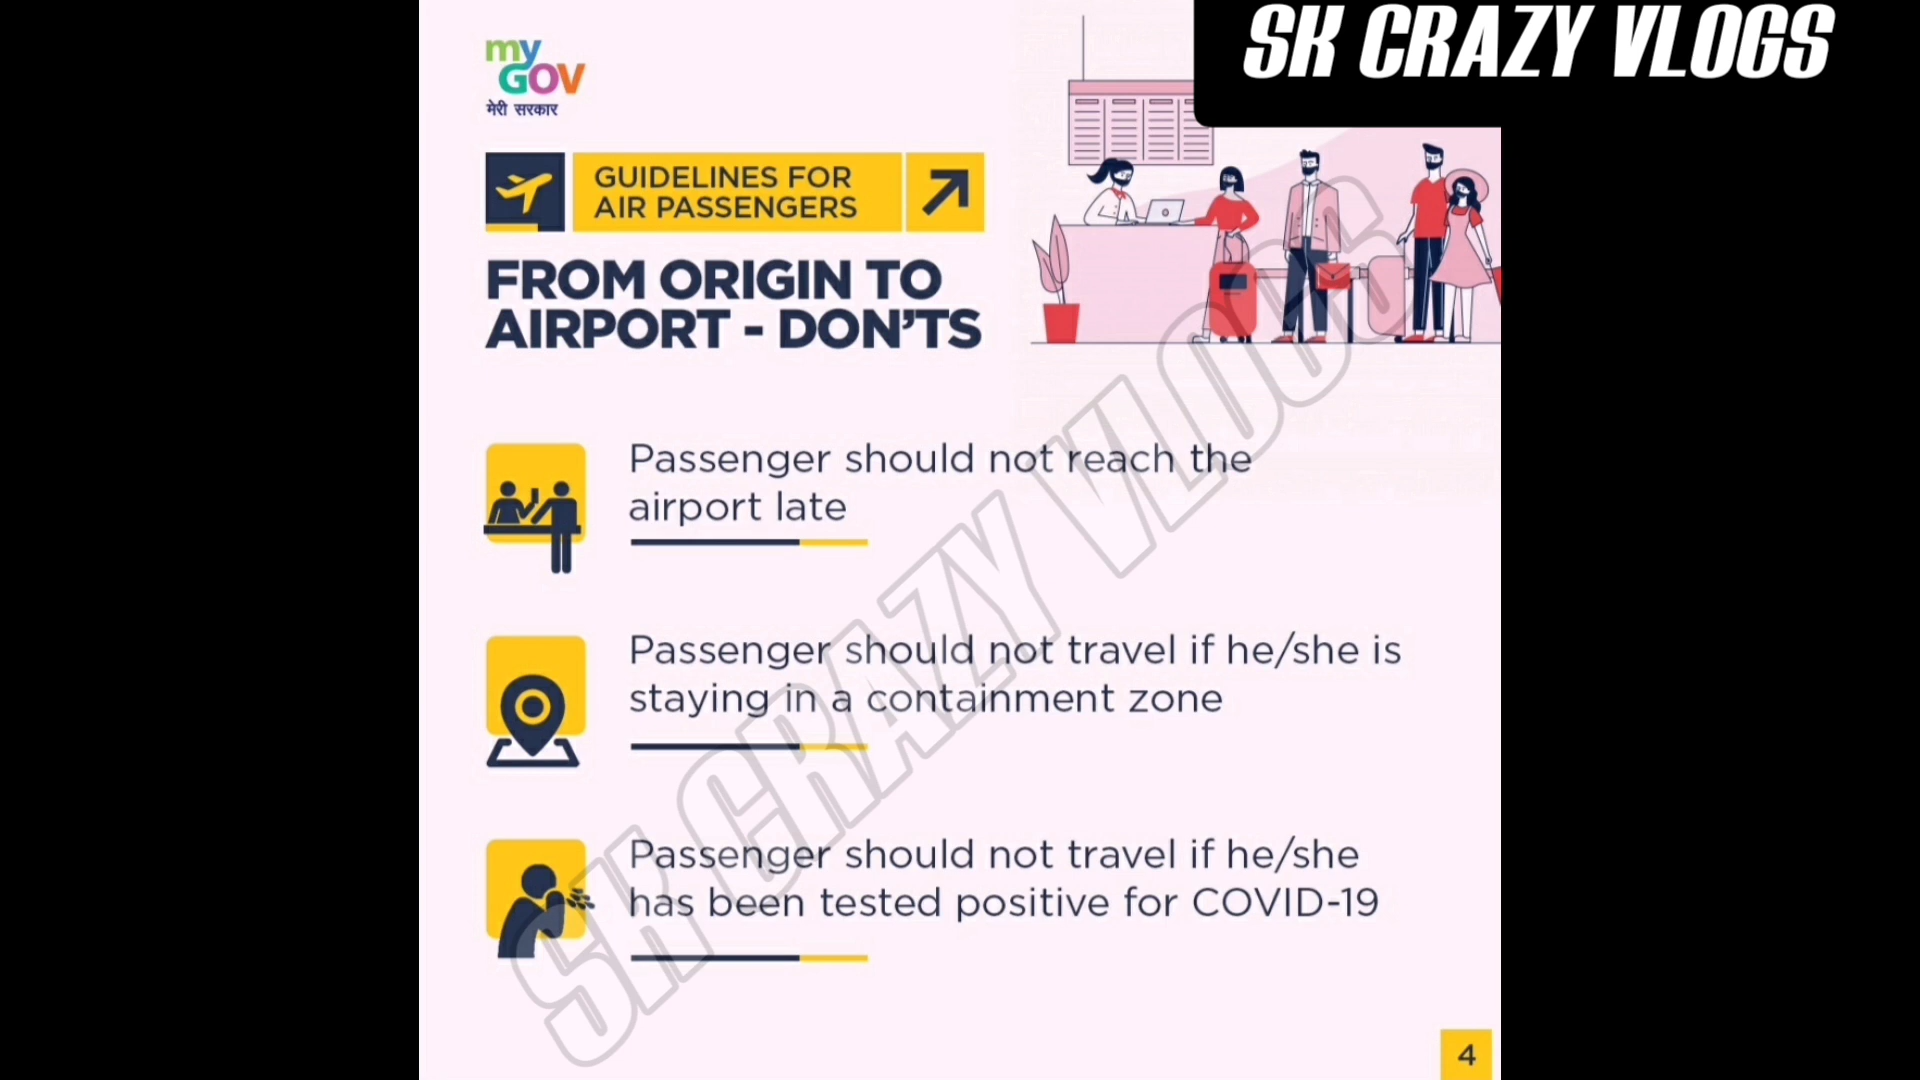 SK CRAZY VLOGS
my
GOV
मेरी सरकार
GUIDELINES FOR
AIR PASSENGERS
FROM ORIGIN TO
AIRPORT - DON'TS
Passenger should not reach the
airport late
Passenger should not travel if he/she is
staying in a containment zone
Passenger should not travel if he/she
has been tested positive for COVID-19
SK CRAZY VLOGS
4